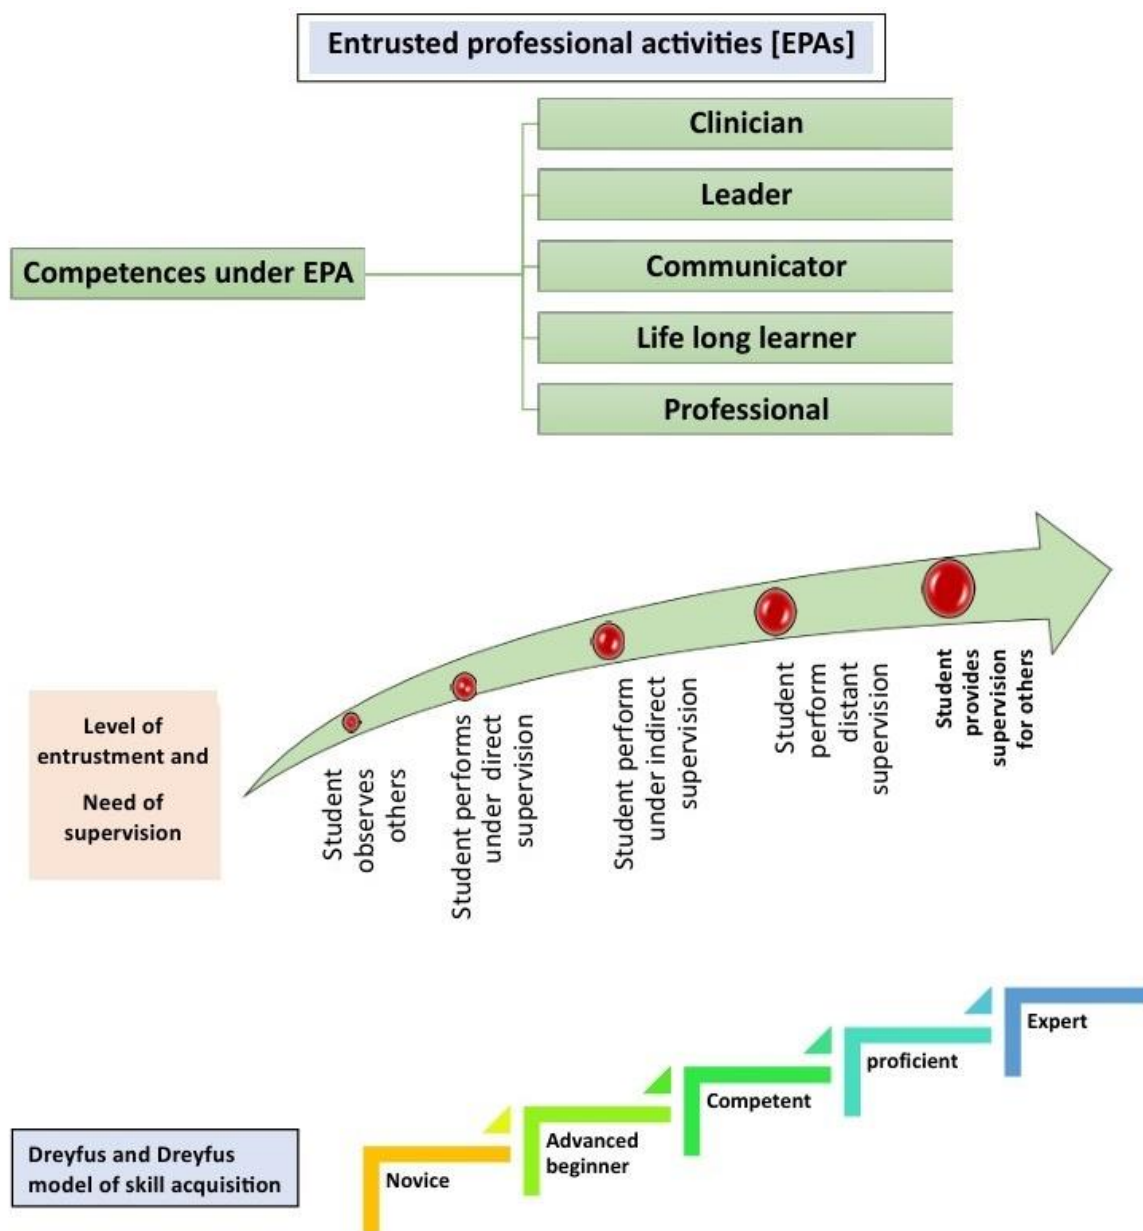 Entrusted professional activities [EPAs]
Clinician
Leader
Competences under EPA
Communicator
Life long learner
Professional
Level of
entrustment and
Need of
supervision
Student
observes
others
Student performs
under direct
supervision
Student perform
under indirect
supervision
Student
perform
distant
supervision
Student
provides
supervision
for others
Dreyfus and Dreyfus
model of skill acquisition
Novice
Advanced
beginner
Competent
proficient
Expert